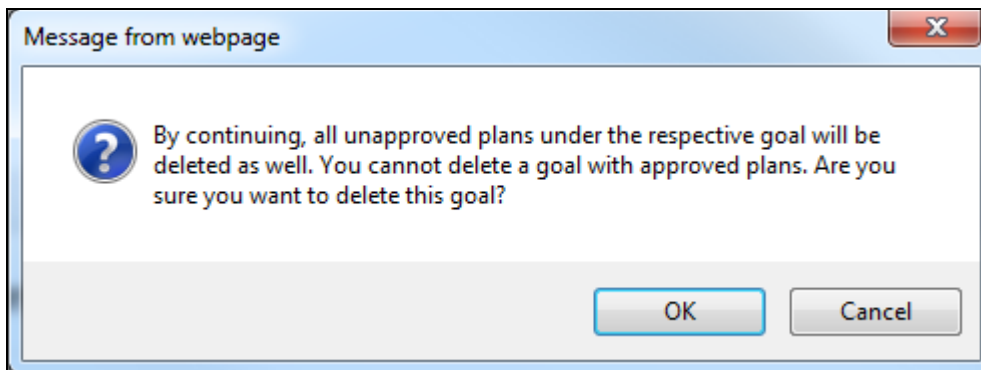 Message from webpage
By continuing, all unapproved plans under the respective goal will be
deleted as well. You cannot delete a goal with approved plans. Are you
sure you want to delete this goal?
OK
Cancel